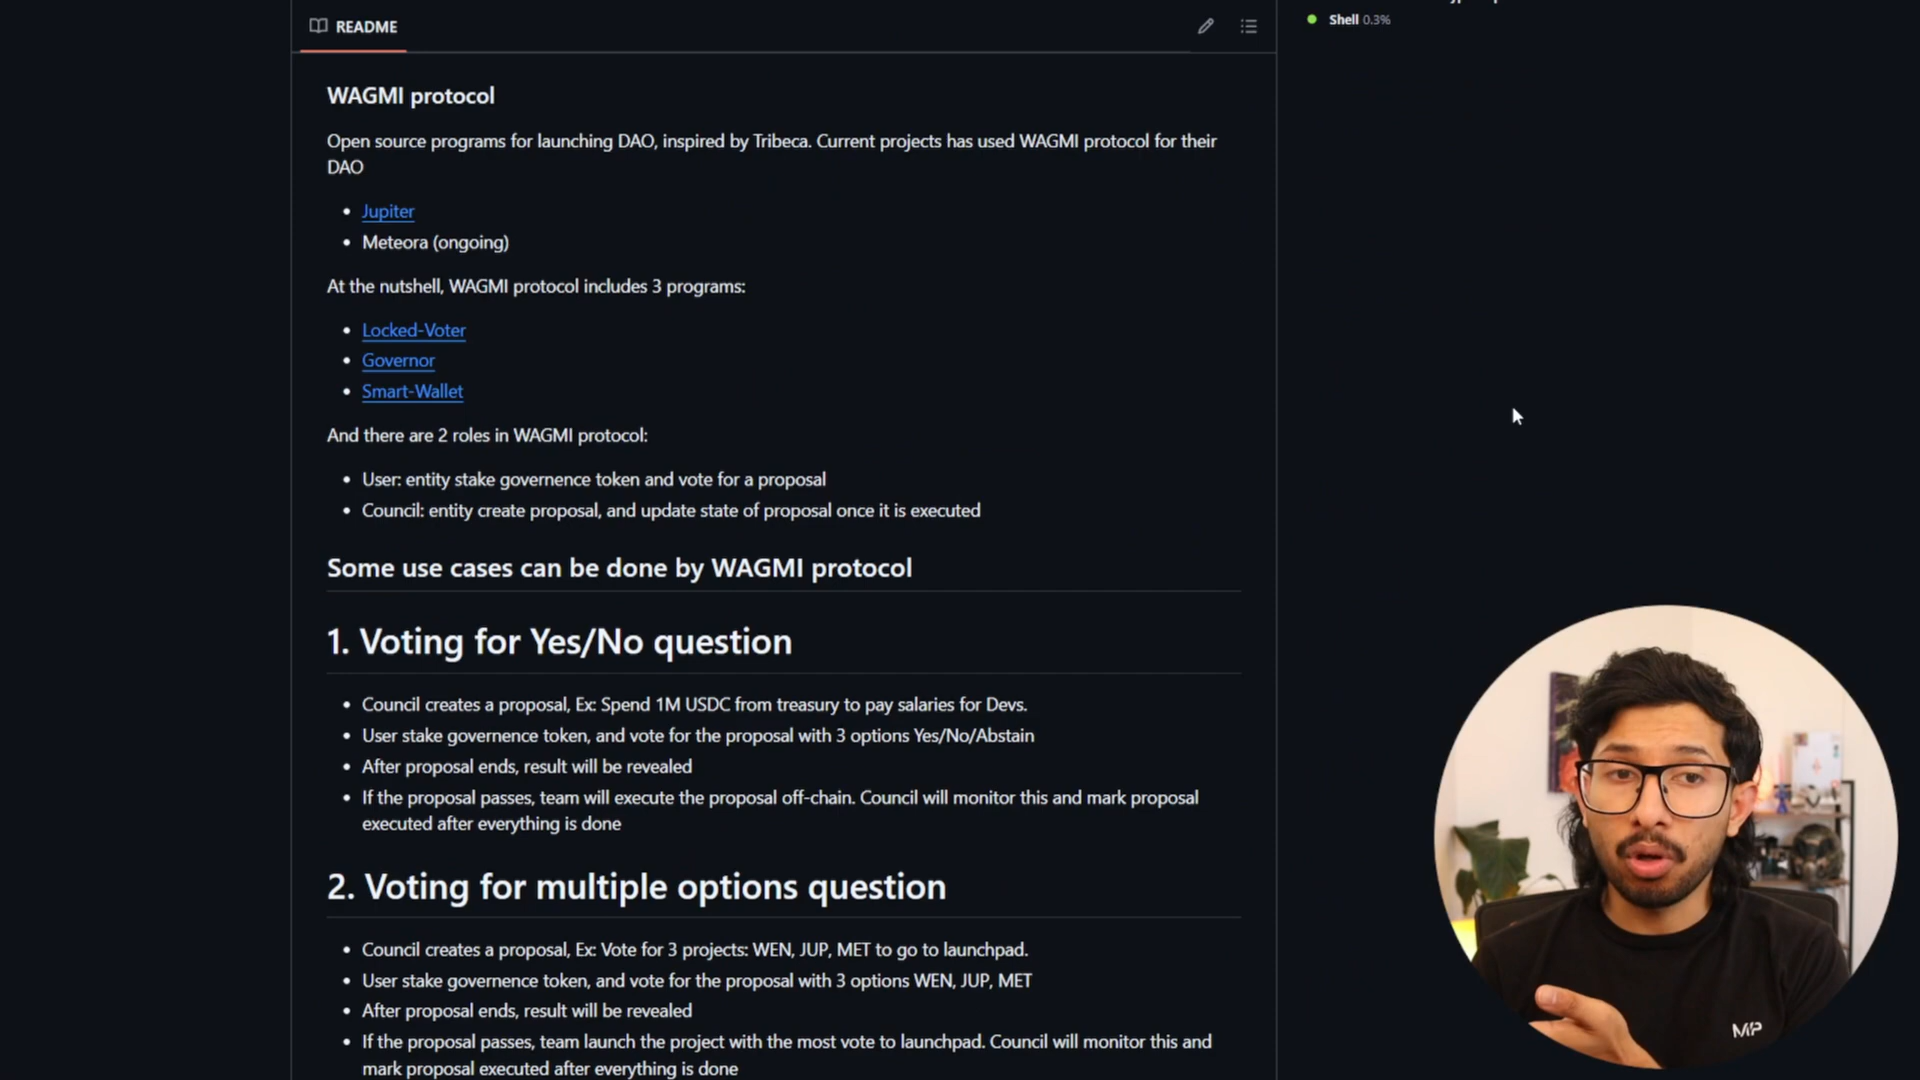 README
Shell 0.3%
WAGMI protocol
Open source programs for launching DAO, inspired by Tribeca. Current projects has used WAGMI protocol for their
DAO
Jupiter
Meteora (ongoing)
At the nutshell, WAGMI protocol includes 3 programs:
Locked-Voter
Governor
Smart-Wallet
And there are 2 roles in WAGMI protocol:
User: entity stake governence token and vote for a proposal
Council: entity create proposal, and update state of proposal once it is executed
Some use cases can be done by WAGMI protocol
1. Voting for Yes/No question
Council creates a proposal, Ex: Spend 1M USDC from treasury to pay salaries for Devs.
User stake governence token, and vote for the proposal with 3 options Yes/No/Abstain
After proposal ends, result will be revealed
If the proposal passes, team will execute the proposal off-chain. Council will monitor this and mark proposal
executed after everything is done
2. Voting for multiple options question
Council creates a proposal, Ex: Vote for 3 projects: WEN, JUP, MET to go to launchpad.
User stake governence token, and vote for the proposal with 3 options WEN, JUP, MET
After proposal ends, result will be revealed
If the proposal passes, team launch the project with the most vote to launchpad. Council will monitor this and
mark proposal executed after everything is done
MP